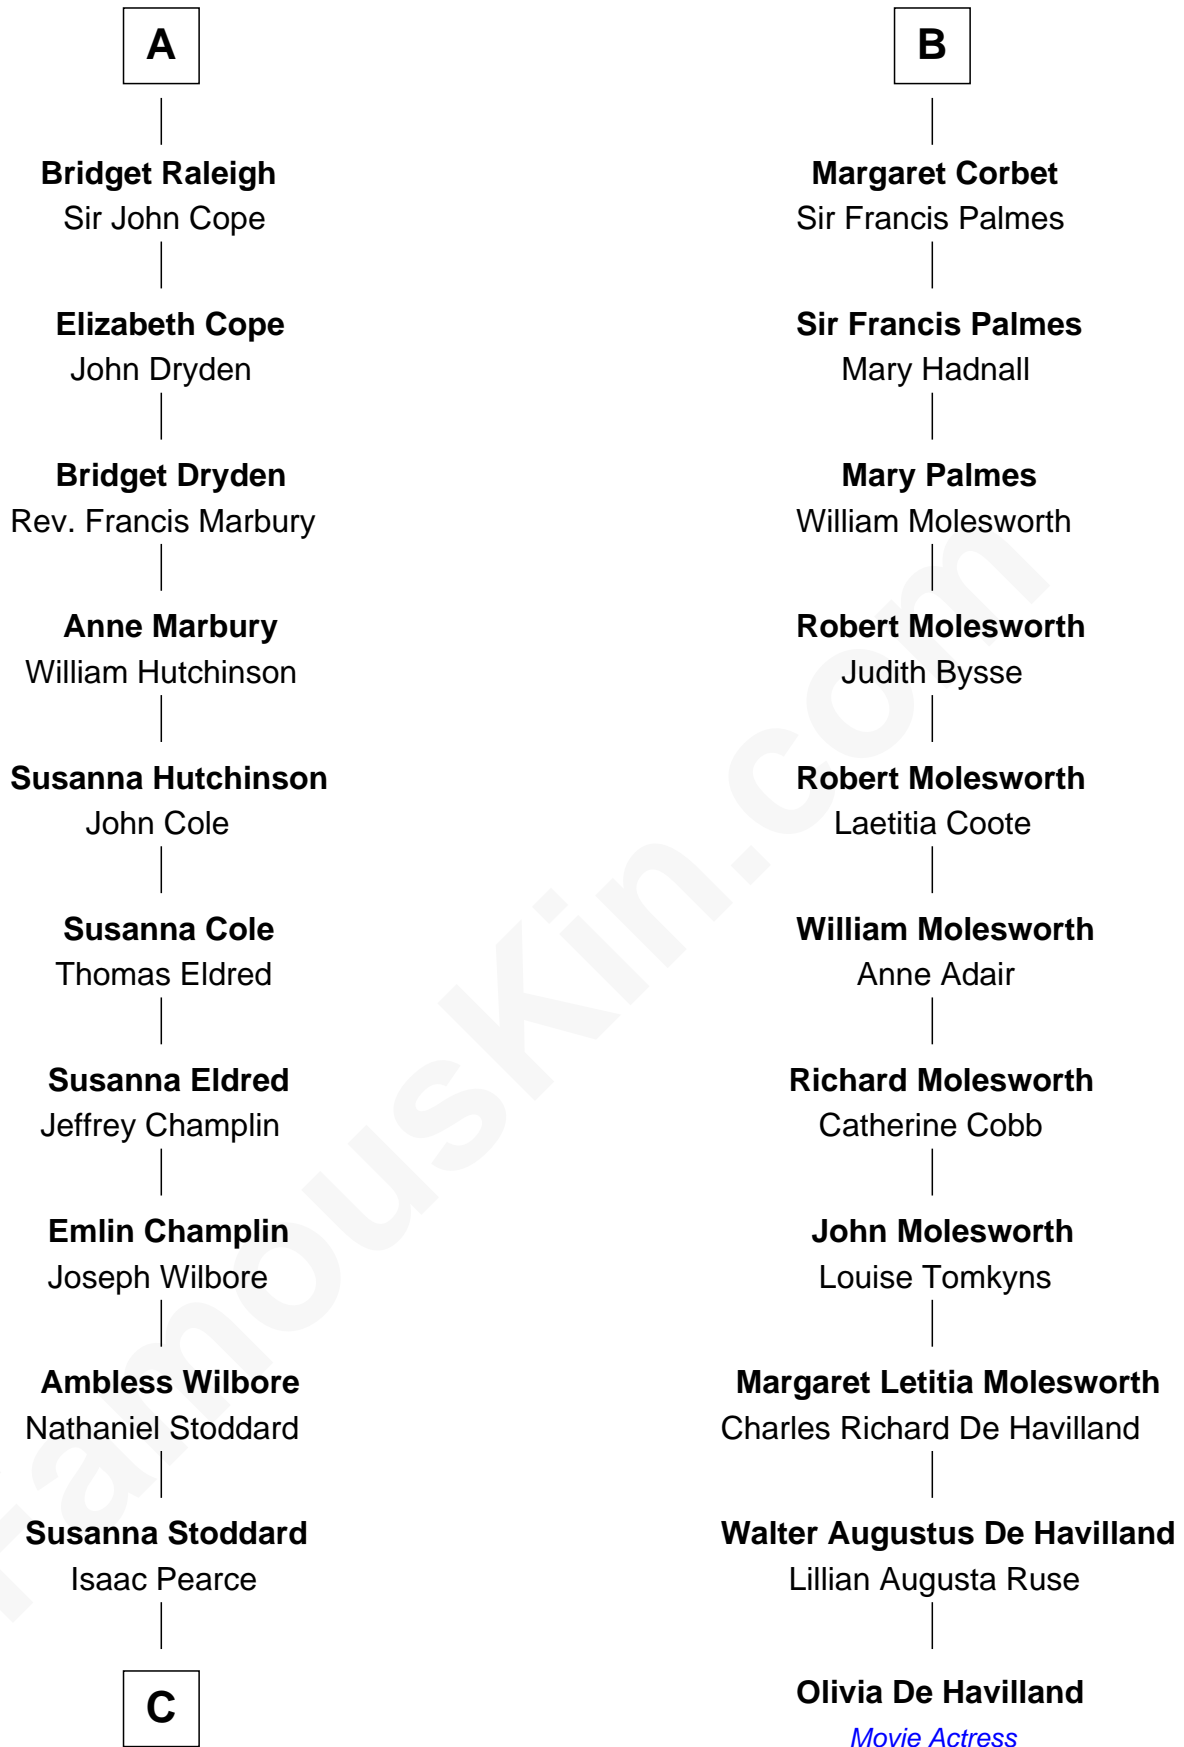 A
Bridget Raleigh
Sir John Cope
Elizabeth Cope
John Dryden
Bridget Dryden
Rev. Francis Marbury
Anne Marbury
William Hutchinson
Susanna Hutchinson
John Cole
Susanna Cole
Thomas Eldred
Susanna Eldred
Jeffrey Champlin
Emlin Champlin
Joseph Wilbore
Ambless Wilbore
Nathaniel Stoddard
Susanna Stoddard
Isaac Pearce
C
B
Margaret Corbet
Sir Francis Palmes
Sir Francis Palmes
Mary Hadnall
Mary Palmes
William Molesworth
Robert Molesworth
Judith Bysse
Robert Molesworth
Laetitia Coote
William Molesworth
Anne Adair
Richard Molesworth
Catherine Cobb
John Molesworth
Louise Tomkyns
Margaret Letitia Molesworth
Charles Richard De Havilland
Walter Augustus De Havilland
Lillian Augusta Ruse
Olivia De Havilland
Movie Actress
FamousKin.com